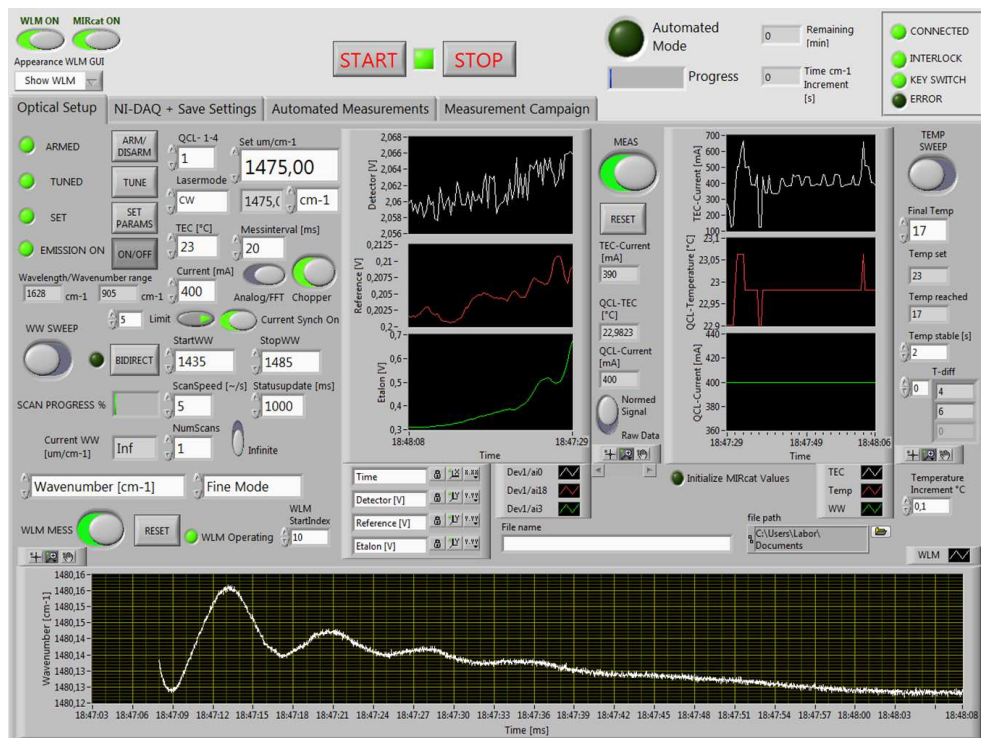 WLM ON MIRcat ON
Appearance WLM GUI
Show WLM
START STOP
Automated Mode
0 Remaining [min]
Progress
0 Time cm-1 Increment [s]
CONNECTED
INTERLOCK
KEY SWITCH
ERROR
Optical Setup NI-DAQ + Save Settings Automated Measurements Measurement Campaign
ARMED ARM/ DISARM
TUNED TUNE
SET SET PARAMS
EMISSION ON ON/OFF
QCL- 1-4 Set um/cm-1
1 1475,00
Lasermode
CW 1475,( cm-1
TEC [°C] Messinterval [ms]
23 20
Current [mA]
400 Analog/FFT Chopper
Wavelength/Wavenumber range
1628 cm-1 905 cm-1
5 Limit Current Synch On
WW SWEEP BIDIRECT
StartWW StopWW
1435 1485
ScanSpeed [~/s] Statusupdate [ms]
SCAN PROGRESS % 5 1000
NumScans
Current WW [um/cm-1] Inf 1 Infinite
Wavenumber [cm-1] Fine Mode
WLM MESS RESET WLM Operating
WLM StartIndex
10
Detector [V]
2,068
2,066
2,064
2,062
2,06
2,058
2,056
Reference [V]
0,2125
0,21
0,2075
0,205
0,2025
0,2
Etalon [V]
0,7
0,6
0,5
0,4
0,3
18:48:08 18:47:29
Time
MEAS
RESET
TEC-Current [mA]
390
QCL-TEC [°C]
22,9823
QCL-Current [mA]
400
Normed Signal
Raw Data
TEC-Current [mA]
700
600
500
400
300
200
100
QCL-Temperature [°C]
23,1
23,05
23
22,95
22,9
QCL-Current [mA]
440
420
400
380
360
18:47:29 18:47:49 18:48:06
Time
TEMP SWEEP
Final Temp
17
Temp set
23
Temp reached
17
Temp stable [s]
2
T-diff
0 4
6
0
Temperature Increment °C
0,1
Time
Detector [V]
Reference [V]
Etalon [V]
Dev1/ai0
Dev1/ai18
Dev1/ai3
Initialize MIRcat Values
TEC
Temp
WW
File name
file path
C:\Users\Labor\
Documents
WLM
Wavenumber [cm-1]
1480,16
1480,15
1480,15
1480,14
1480,14
1480,14
1480,13
1480,13
1480,12
18:47:03 18:47:06 18:47:09 18:47:12 18:47:15 18:47:18 18:47:21 18:47:24 18:47:27 18:47:30 18:47:33 18:47:36 18:47:39 18:47:42 18:47:45 18:47:48 18:47:51 18:47:54 18:47:57 18:48:00 18:48:03 18:48:08
Time [ms]